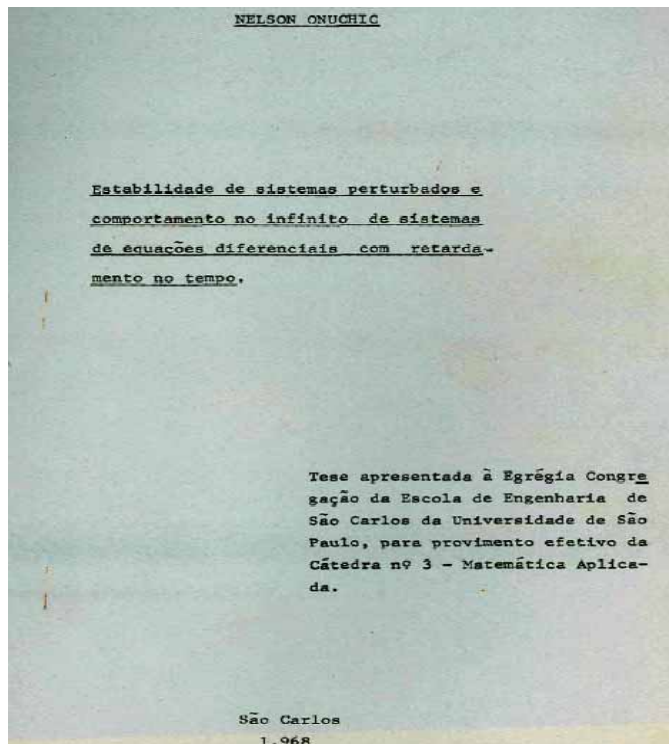 NELSON ONUCHIC
Estabilidade de sistemas perturbados e
comportamento no infinito de sistemas
de equações diferenciais com retarda-
mento no tempo.
Tese apresentada à Egrégia Congre
gação da Escola de Engenharia de
São Carlos da Universidade de São
Paulo, para provimento efetivo da
Cátedra nº 3 - Matemática Aplica-
da.
São Carlos
1.968